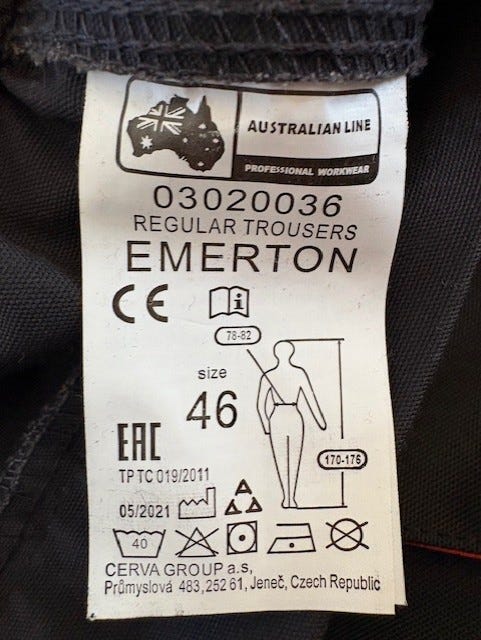 AUSTRALIAN LINE
PROFESSIONAL WORKWEAR
03020036
REGULAR TROUSERS
EMERTON
CE
i
78-82
size
46
170-176
EAC
TP TC 019/2011
05/2021
40
CERVA GROUP a.s,
Průmyslová 483,252 61, Jeneč, Czech Republic